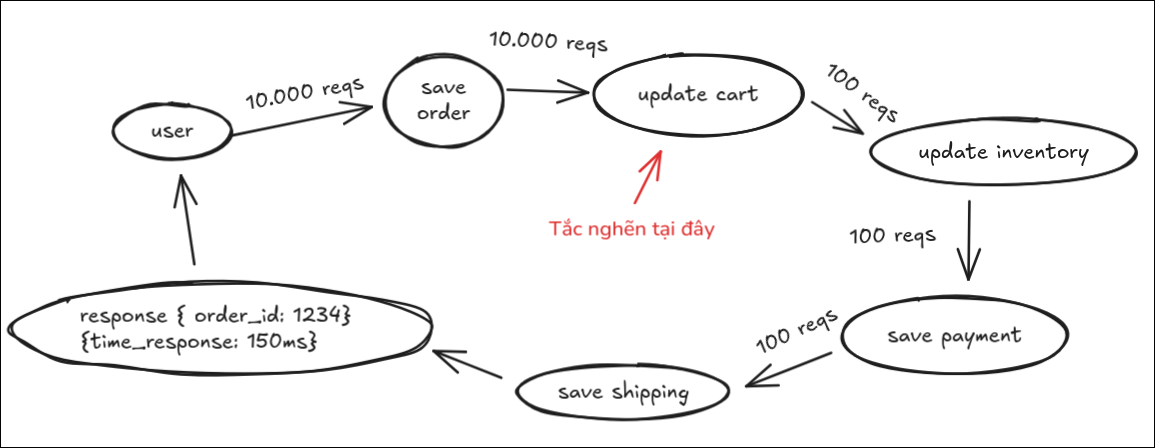 user
10.000 reqs
save
order
10.000 reqs
update cart
100 reqs
update inventory
Tắc nghẽn tại đây
100 reqs
save payment
100 reqs
save shipping
response { order_id: 1234}
{time_response: 150ms}